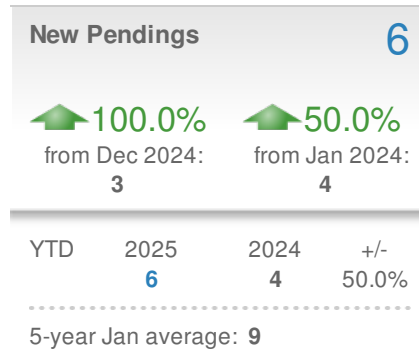 New Pendings 6
100.0% 50.0%
from Dec 2024: from Jan 2024:
3 4
YTD 2025 2024 +/-
6 4 50.0%
5-year Jan average: 9